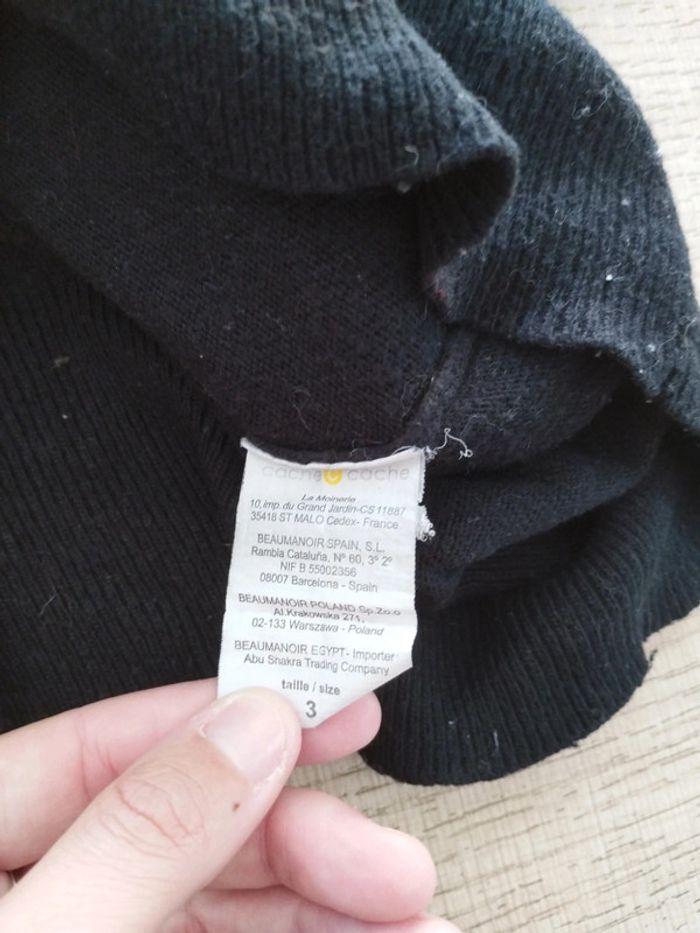 cache cache
La Moinerie
10, imp. du Grand Jardin-CS 11887
35418 ST MALO Cedex- France
BEAUMANOIR SPAIN, S.L.
Rambla Cataluña, Nº 60, 3º 2º
NIF B 55002356
08007 Barcelona - Spain
BEAUMANOIR POLAND Sp.Zo.o
Al.Krakowska 271,
02-133 Warszawa - Poland
BEAUMANOIR EGYPT- Importer
Abu Shakra Trading Company
taille / size
3